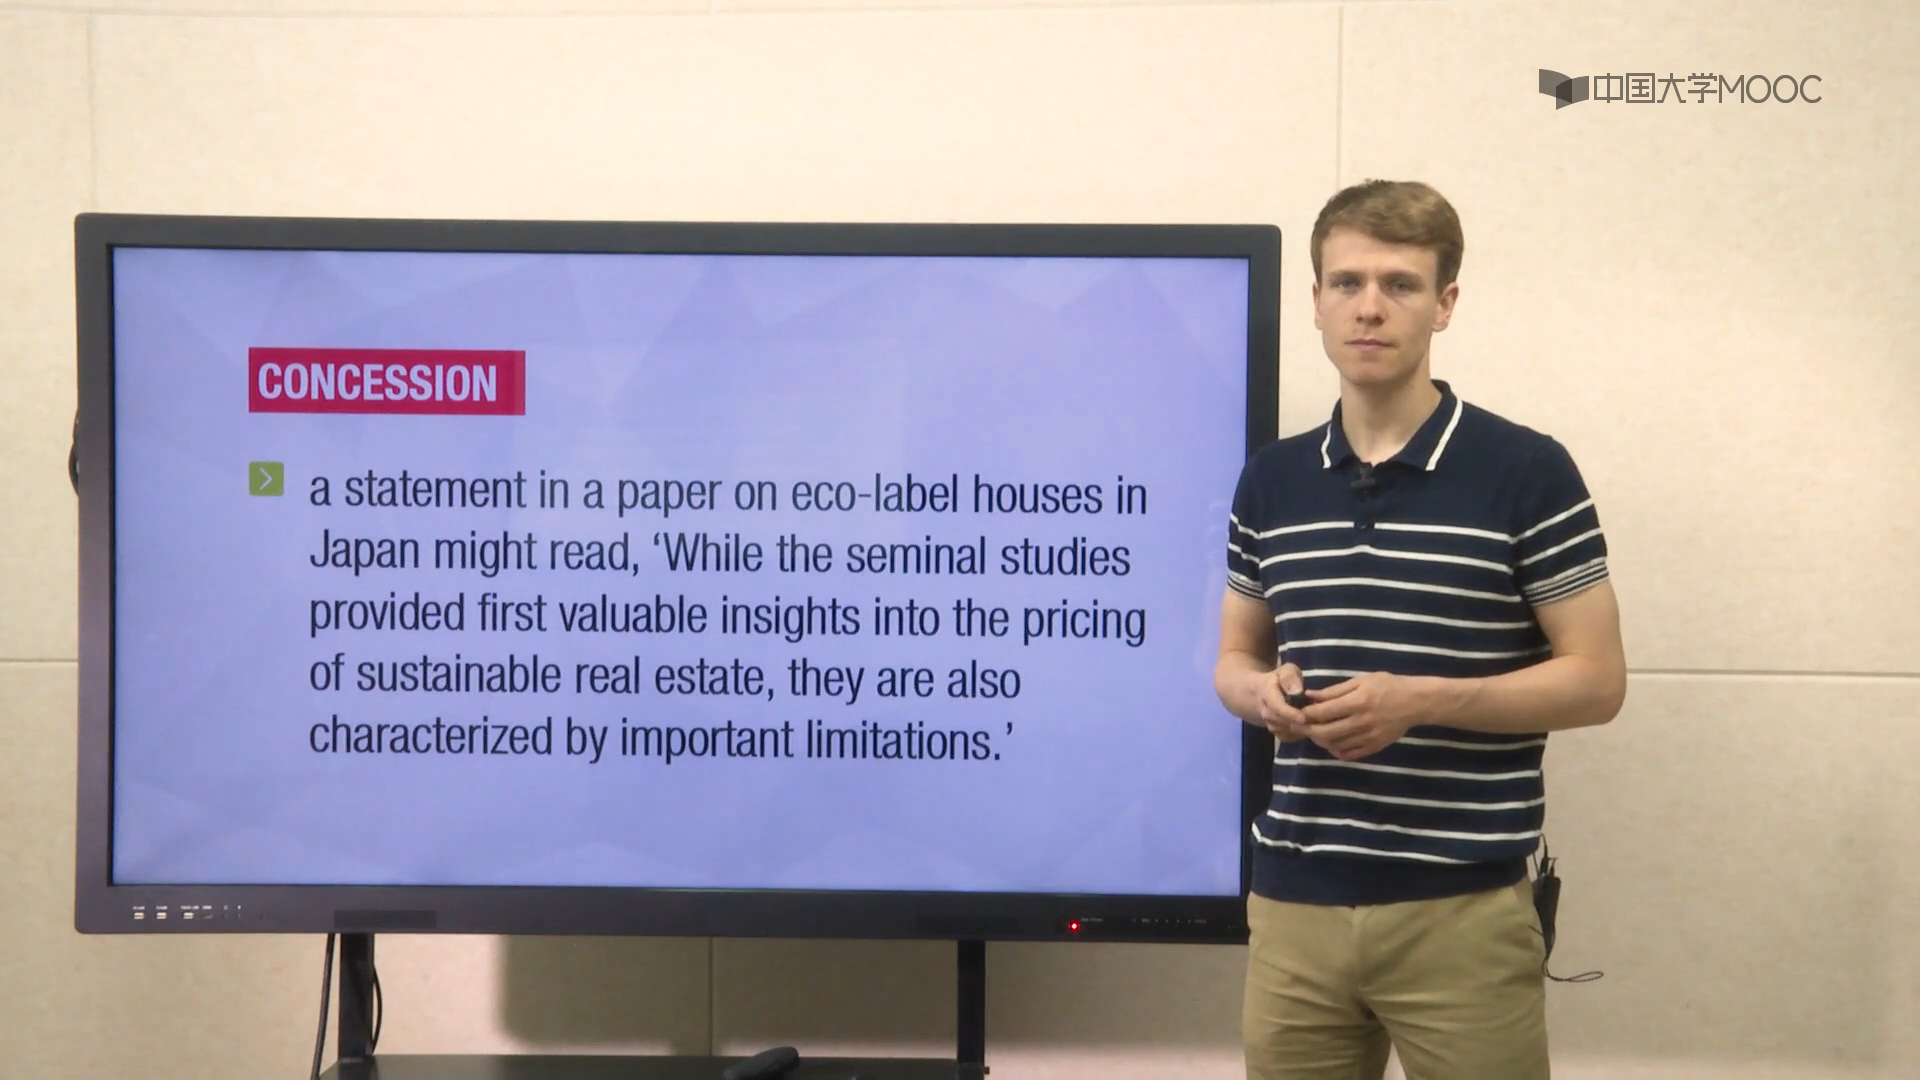 中国大学MOOC
CONCESSION
a statement in a paper on eco-label houses in
Japan might read, ‘While the seminal studies
provided first valuable insights into the pricing
of sustainable real estate, they are also
characterized by important limitations.’